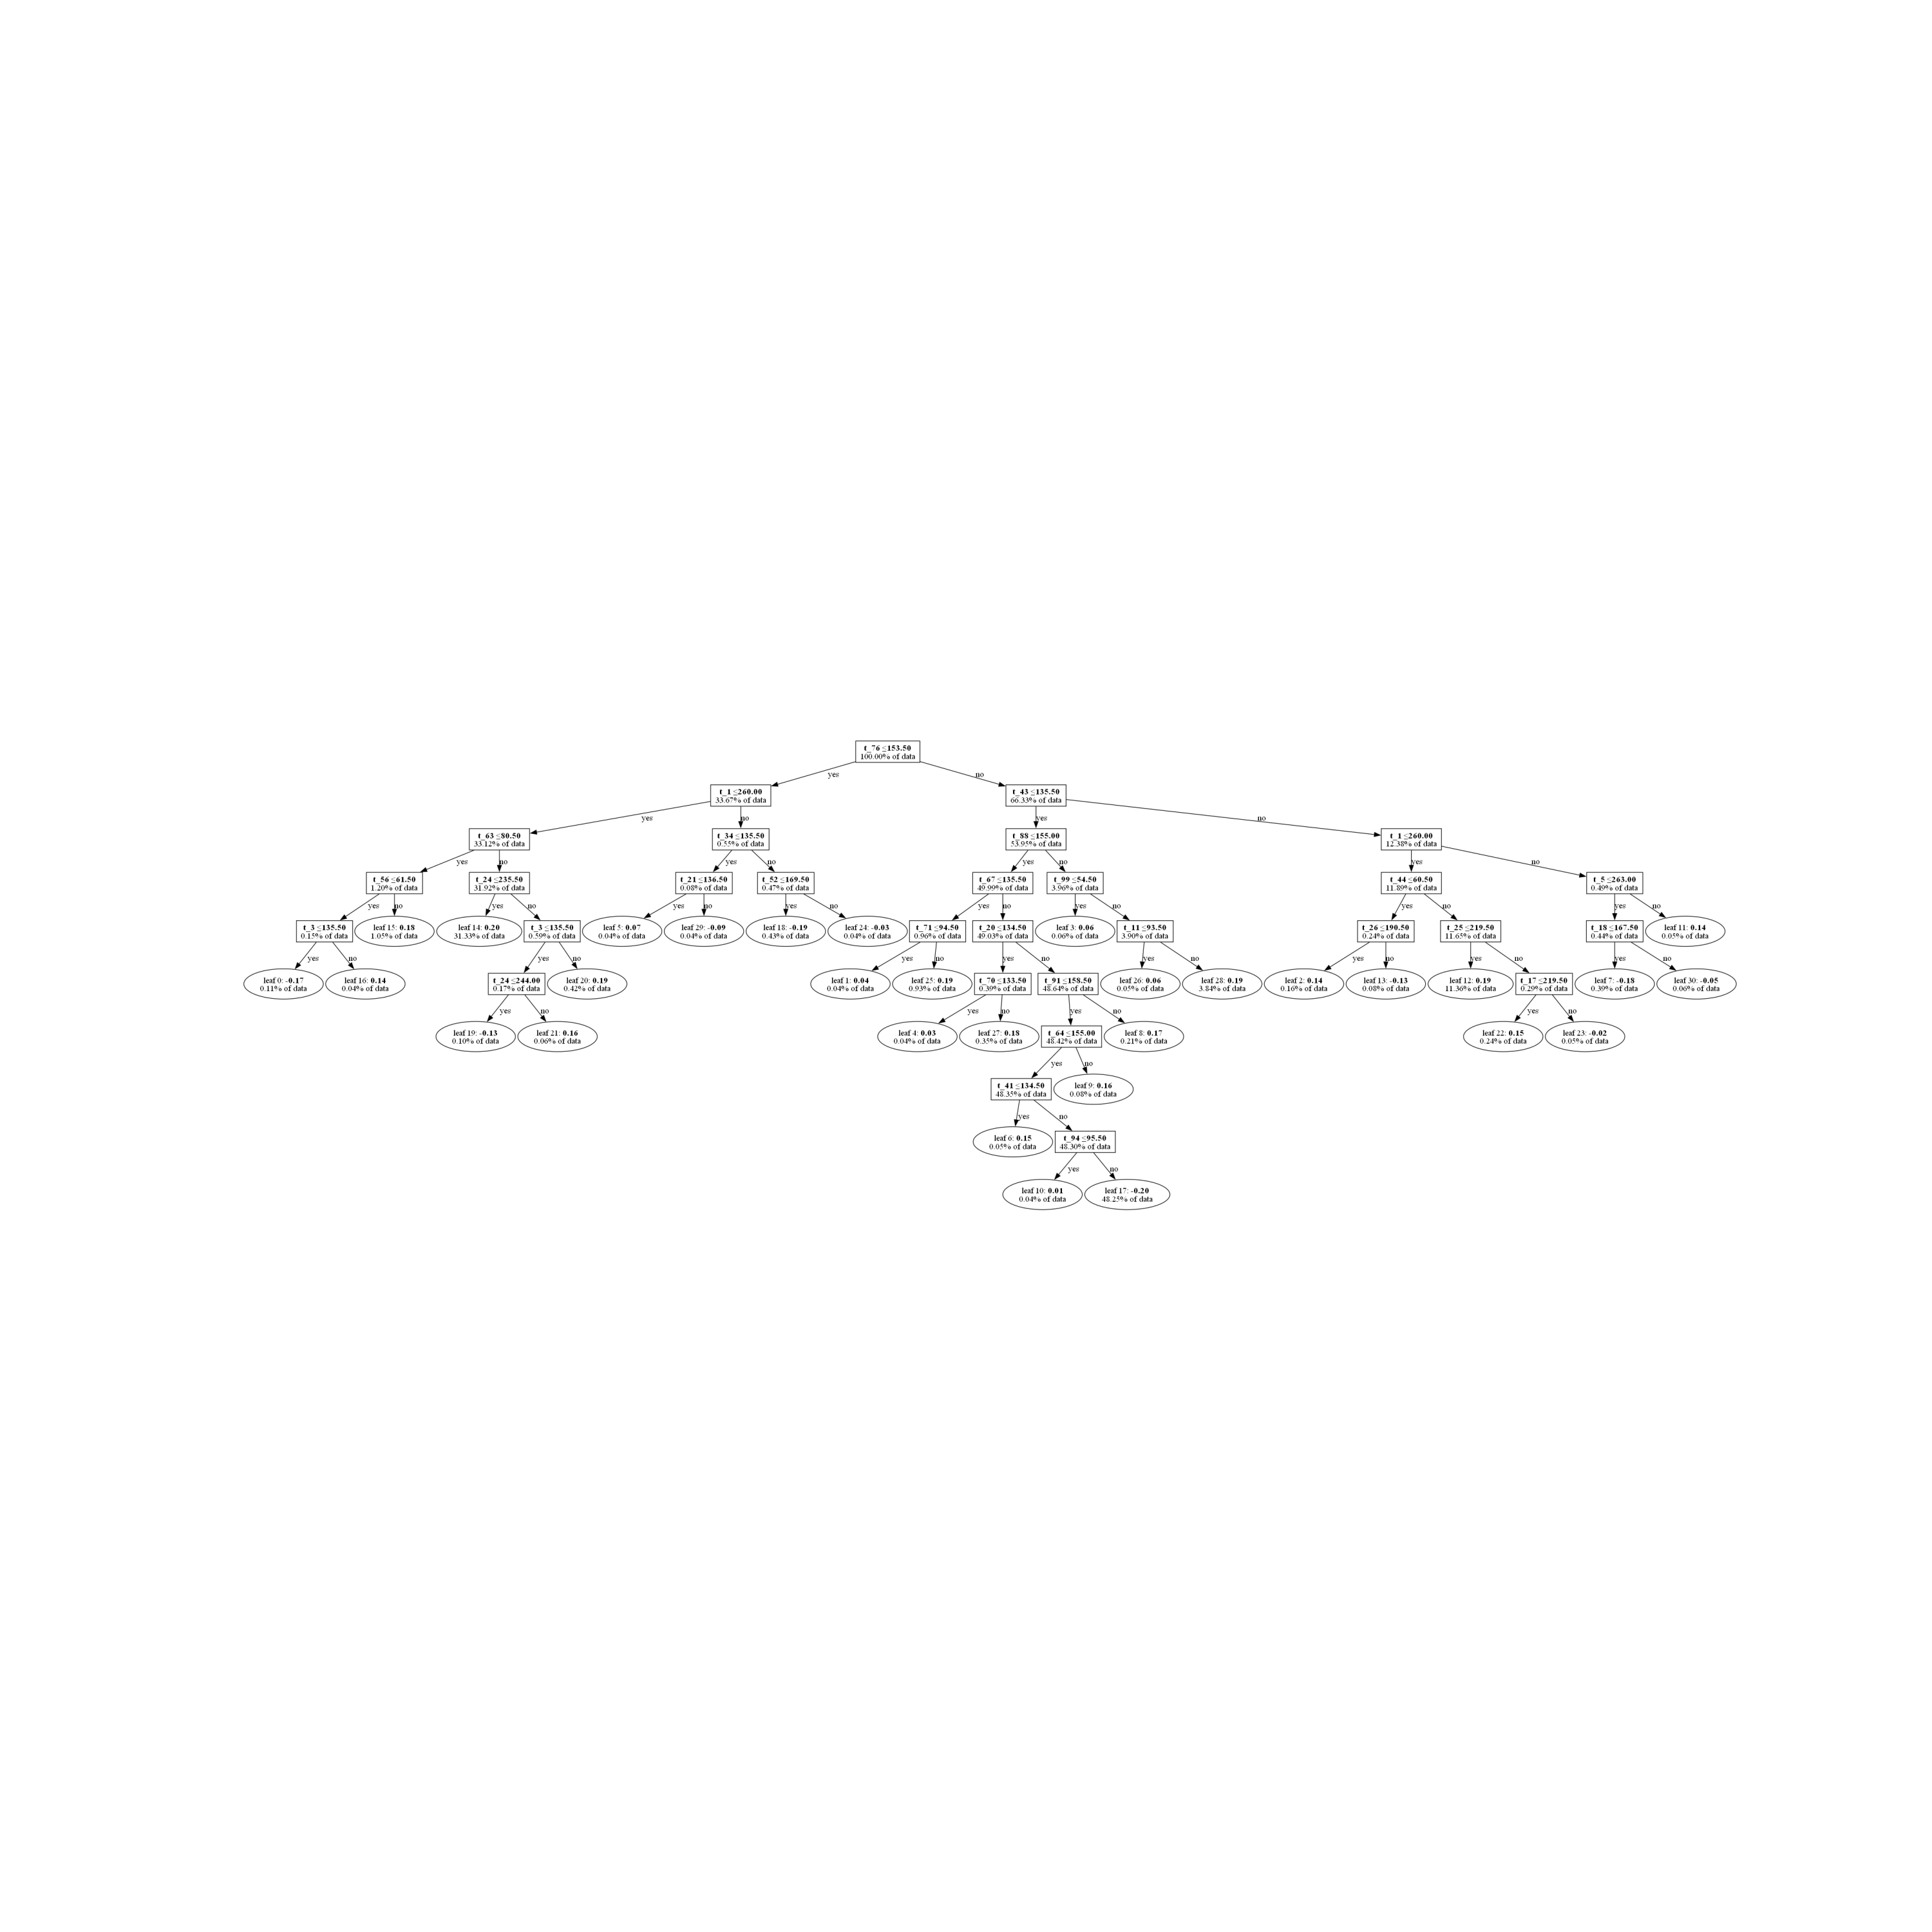 t_76 ≤153.50
100.00% of data
yes
no
t_1 ≤260.00
33.67% of data
t_43 ≤135.50
66.33% of data
yes
no
yes
no
t_63 ≤80.50
33.12% of data
t_34 ≤135.50
0.55% of data
t_88 ≤155.00
53.95% of data
t_1 ≤260.00
12.38% of data
yes
no
yes
no
yes
no
yes
no
t_56 ≤61.50
1.20% of data
t_24 ≤235.50
31.92% of data
t_21 ≤136.50
0.08% of data
t_52 ≤169.50
0.47% of data
t_67 ≤135.50
49.99% of data
t_99 ≤54.50
3.96% of data
t_44 ≤60.50
11.89% of data
t_5 ≤263.00
0.49% of data
yes
no
yes
no
yes
no
yes
no
yes
no
yes
no
yes
no
yes
no
t_3 ≤135.50
0.15% of data
leaf 15: 0.18
1.05% of data
leaf 14: 0.20
31.33% of data
t_3 ≤135.50
0.59% of data
leaf 5: 0.07
0.04% of data
leaf 29: -0.09
0.04% of data
leaf 18: -0.19
0.43% of data
leaf 24: -0.03
0.04% of data
t_71 ≤94.50
0.96% of data
t_20 ≤134.50
49.03% of data
leaf 3: 0.06
0.06% of data
t_11 ≤93.50
3.90% of data
t_26 ≤190.50
0.24% of data
t_25 ≤219.50
11.65% of data
t_18 ≤167.50
0.44% of data
leaf 11: 0.14
0.05% of data
yes
no
yes
no
yes
no
yes
no
yes
no
yes
no
yes
no
yes
no
leaf 0: -0.17
0.11% of data
leaf 16: 0.14
0.04% of data
t_24 ≤244.00
0.17% of data
leaf 20: 0.19
0.42% of data
leaf 1: 0.04
0.04% of data
leaf 25: 0.19
0.93% of data
t_70 ≤133.50
0.39% of data
t_91 ≤158.50
48.64% of data
leaf 26: 0.06
0.05% of data
leaf 28: 0.19
3.84% of data
leaf 2: 0.14
0.16% of data
leaf 13: -0.13
0.08% of data
leaf 12: 0.19
11.36% of data
t_17 ≤219.50
0.29% of data
leaf 7: -0.18
0.39% of data
leaf 30: -0.05
0.06% of data
yes
no
yes
no
yes
no
yes
no
leaf 19: -0.13
0.10% of data
leaf 21: 0.16
0.06% of data
leaf 4: 0.03
0.04% of data
leaf 27: 0.18
0.35% of data
t_64 ≤155.00
48.42% of data
leaf 8: 0.17
0.21% of data
leaf 22: 0.15
0.24% of data
leaf 23: -0.02
0.05% of data
yes
no
t_41 ≤134.50
48.35% of data
leaf 9: 0.16
0.08% of data
yes
no
leaf 6: 0.15
0.05% of data
t_94 ≤95.50
48.30% of data
yes
no
leaf 10: 0.01
0.04% of data
leaf 17: -0.20
48.25% of data